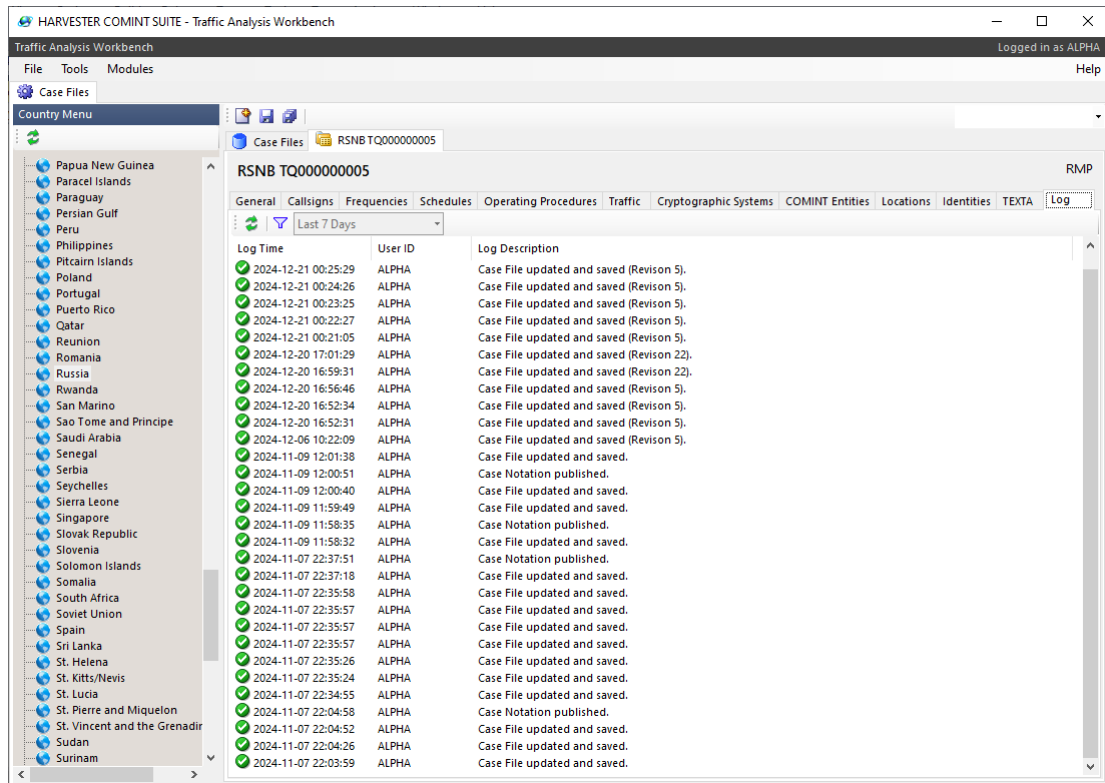 HARVESTER COMINT SUITE - Traffic Analysis Workbench
Traffic Analysis Workbench Logged in as ALPHA
File Tools Modules Help
Case Files
Country Menu
Papua New Guinea
Paracel Islands
Paraguay
Persian Gulf
Peru
Philippines
Pitcairn Islands
Poland
Portugal
Puerto Rico
Qatar
Reunion
Romania
Russia
Rwanda
San Marino
Sao Tome and Principe
Saudi Arabia
Senegal
Serbia
Seychelles
Sierra Leone
Singapore
Slovak Republic
Slovenia
Solomon Islands
Somalia
South Africa
Soviet Union
Spain
Sri Lanka
St. Helena
St. Kitts/Nevis
St. Lucia
St. Pierre and Miquelon
St. Vincent and the Grenadir
Sudan
Surinam
Case Files RSNB TQ000000005
RSNB TQ000000005 RMP
General Callsigns Frequencies Schedules Operating Procedures Traffic Cryptographic Systems COMINT Entities Locations Identities TEXTA Log
Last 7 Days
Log Time User ID Log Description
2024-12-21 00:25:29 ALPHA Case File updated and saved (Revison 5).
2024-12-21 00:24:26 ALPHA Case File updated and saved (Revison 5).
2024-12-21 00:23:25 ALPHA Case File updated and saved (Revison 5).
2024-12-21 00:22:27 ALPHA Case File updated and saved (Revison 5).
2024-12-21 00:21:05 ALPHA Case File updated and saved (Revison 5).
2024-12-20 17:01:29 ALPHA Case File updated and saved (Revison 22).
2024-12-20 16:59:31 ALPHA Case File updated and saved (Revison 22).
2024-12-20 16:56:46 ALPHA Case File updated and saved (Revison 5).
2024-12-20 16:52:34 ALPHA Case File updated and saved (Revison 5).
2024-12-20 16:52:31 ALPHA Case File updated and saved (Revison 5).
2024-12-06 10:22:09 ALPHA Case File updated and saved (Revison 5).
2024-11-09 12:01:38 ALPHA Case File updated and saved.
2024-11-09 12:00:51 ALPHA Case Notation published.
2024-11-09 12:00:40 ALPHA Case File updated and saved.
2024-11-09 11:59:49 ALPHA Case File updated and saved.
2024-11-09 11:58:35 ALPHA Case Notation published.
2024-11-09 11:58:32 ALPHA Case File updated and saved.
2024-11-07 22:37:51 ALPHA Case Notation published.
2024-11-07 22:37:18 ALPHA Case File updated and saved.
2024-11-07 22:35:58 ALPHA Case File updated and saved.
2024-11-07 22:35:57 ALPHA Case File updated and saved.
2024-11-07 22:35:57 ALPHA Case File updated and saved.
2024-11-07 22:35:57 ALPHA Case File updated and saved.
2024-11-07 22:35:26 ALPHA Case File updated and saved.
2024-11-07 22:35:24 ALPHA Case File updated and saved.
2024-11-07 22:34:55 ALPHA Case File updated and saved.
2024-11-07 22:04:58 ALPHA Case Notation published.
2024-11-07 22:04:52 ALPHA Case File updated and saved.
2024-11-07 22:04:26 ALPHA Case File updated and saved.
2024-11-07 22:03:59 ALPHA Case File updated and saved.